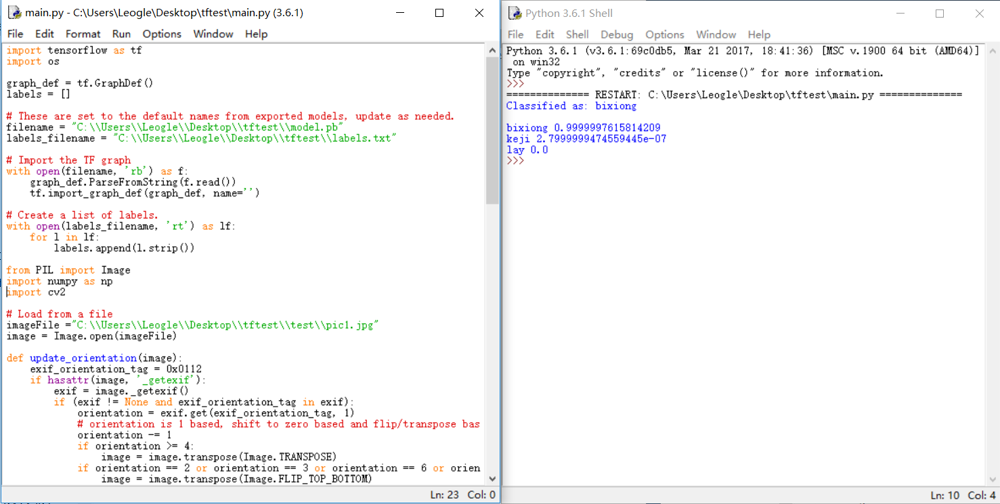 main.py - C:\Users\Leogle\Desktop\tftest\main.py (3.6.1)
File Edit Format Run Options Window Help
import tensorflow as tf
import os
graph_def = tf.GraphDef()
labels = []
# These are set to the default names from exported models, update as needed.
filename = "C:\\Users\\Leogle\\Desktop\\tftest\\model.pb"
labels_filename = "C:\\Users\\Leogle\\Desktop\\tftest\\labels.txt"
# Import the TF graph
with open(filename, 'rb') as f:
    graph_def.ParseFromString(f.read())
    tf.import_graph_def(graph_def, name='')
# Create a list of labels.
with open(labels_filename, 'rt') as lf:
    for l in lf:
        labels.append(l.strip())
from PIL import Image
import numpy as np
import cv2
# Load from a file
imageFile ="C:\\Users\\Leogle\\Desktop\\tftest\\test\\pic1.jpg"
image = Image.open(imageFile)
def update_orientation(image):
    exif_orientation_tag = 0x0112
    if hasattr(image, '_getexif'):
        exif = image._getexif()
        if (exif != None and exif_orientation_tag in exif):
            orientation = exif.get(exif_orientation_tag, 1)
            # orientation is 1 based, shift to zero based and flip/transpose bas
            orientation -= 1
            if orientation >= 4:
                image = image.transpose(Image.TRANSPOSE)
            if orientation == 2 or orientation == 3 or orientation == 6 or orien
                image = image.transpose(Image.FLIP_TOP_BOTTOM)
Ln: 23 Col: 0
Python 3.6.1 Shell
File Edit Shell Debug Options Window Help
Python 3.6.1 (v3.6.1:69c0db5, Mar 21 2017, 18:41:36) [MSC v.1900 64 bit (AMD64)]
 on win32
Type "copyright", "credits" or "license()" for more information.
>>>
============== RESTART: C:\Users\Leogle\Desktop\tftest\main.py ==============
Classified as: bixiong
bixiong 0.9999997615814209
keji 2.7999999474559445e-07
lay 0.0
>>>
Ln: 10 Col: 4